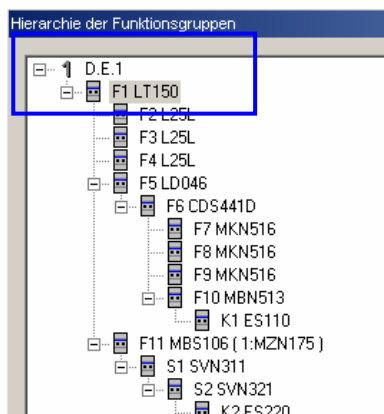 Hierarchie der Funktionsgruppen
D.E.1
F1 LT150
F2 L25L
F3 L25L
F4 L25L
F5 LD046
F6 CDS441D
F7 MKN516
F8 MKN516
F9 MKN516
F10 MBN513
K1 ES110
F11 MBS106 ( 1:MZN175 )
S1 SVN311
S2 SVN321
K2 ES220